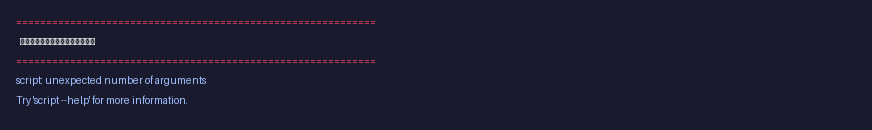 ============================================================
============================================================
script: unexpected number of arguments
Try 'script --help' for more information.